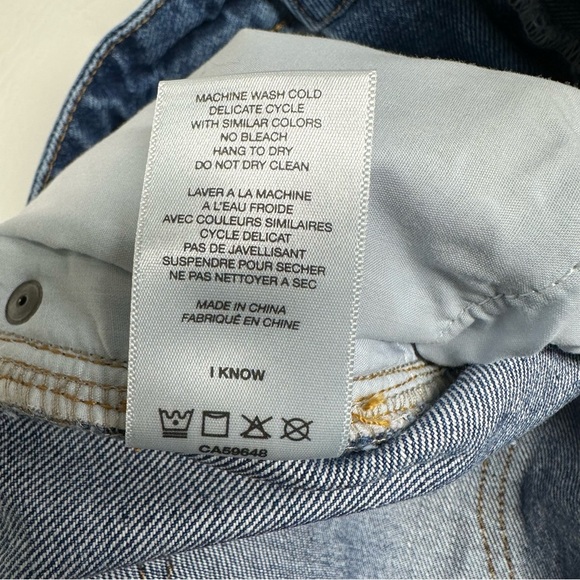 MACHINE WASH COLD
DELICATE CYCLE
WITH SIMILAR COLORS
NO BLEACH
HANG TO DRY
DO NOT DRY CLEAN
LAVER A LA MACHINE
A L'EAU FROIDE
AVEC COULEURS SIMILAIRES
CYCLE DELICAT
PAS DE JAVELLISANT
SUSPENDRE POUR SECHER
NE PAS NETTOYER A SEC
MADE IN CHINA
FABRIQUÉ EN CHINE
I KNOW
CA59648